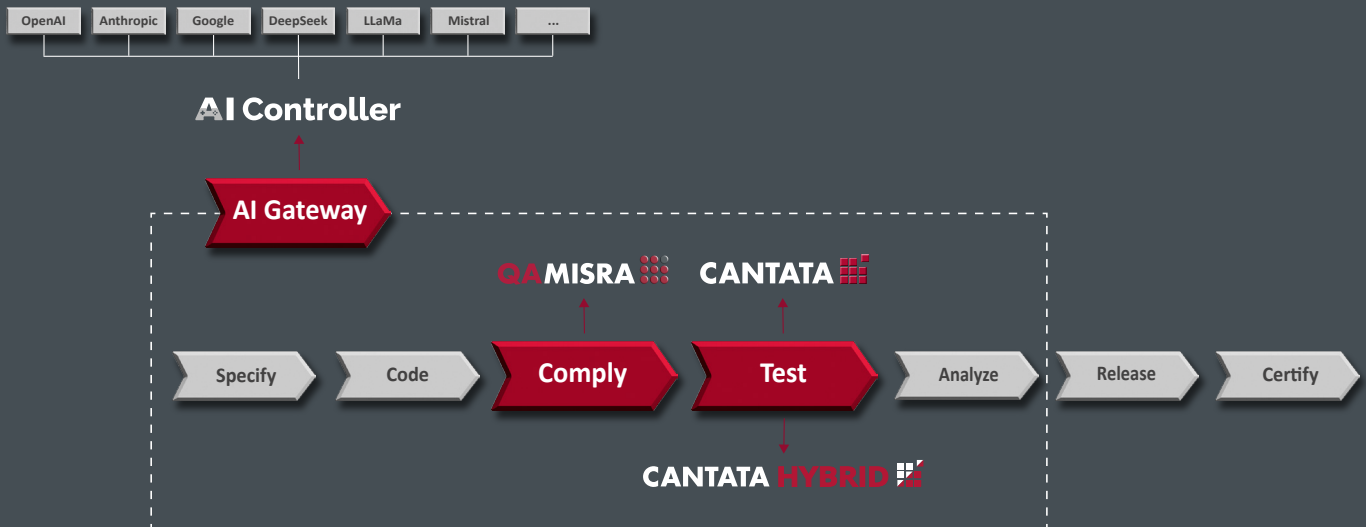 OpenAI
Anthropic
Google
DeepSeek
LLaMa
Mistral
...
AI Controller
AI Gateway
QAMISRA
CANTATA
Specify
Code
Comply
Test
Analyze
Release
Certify
CANTATA HYBRID